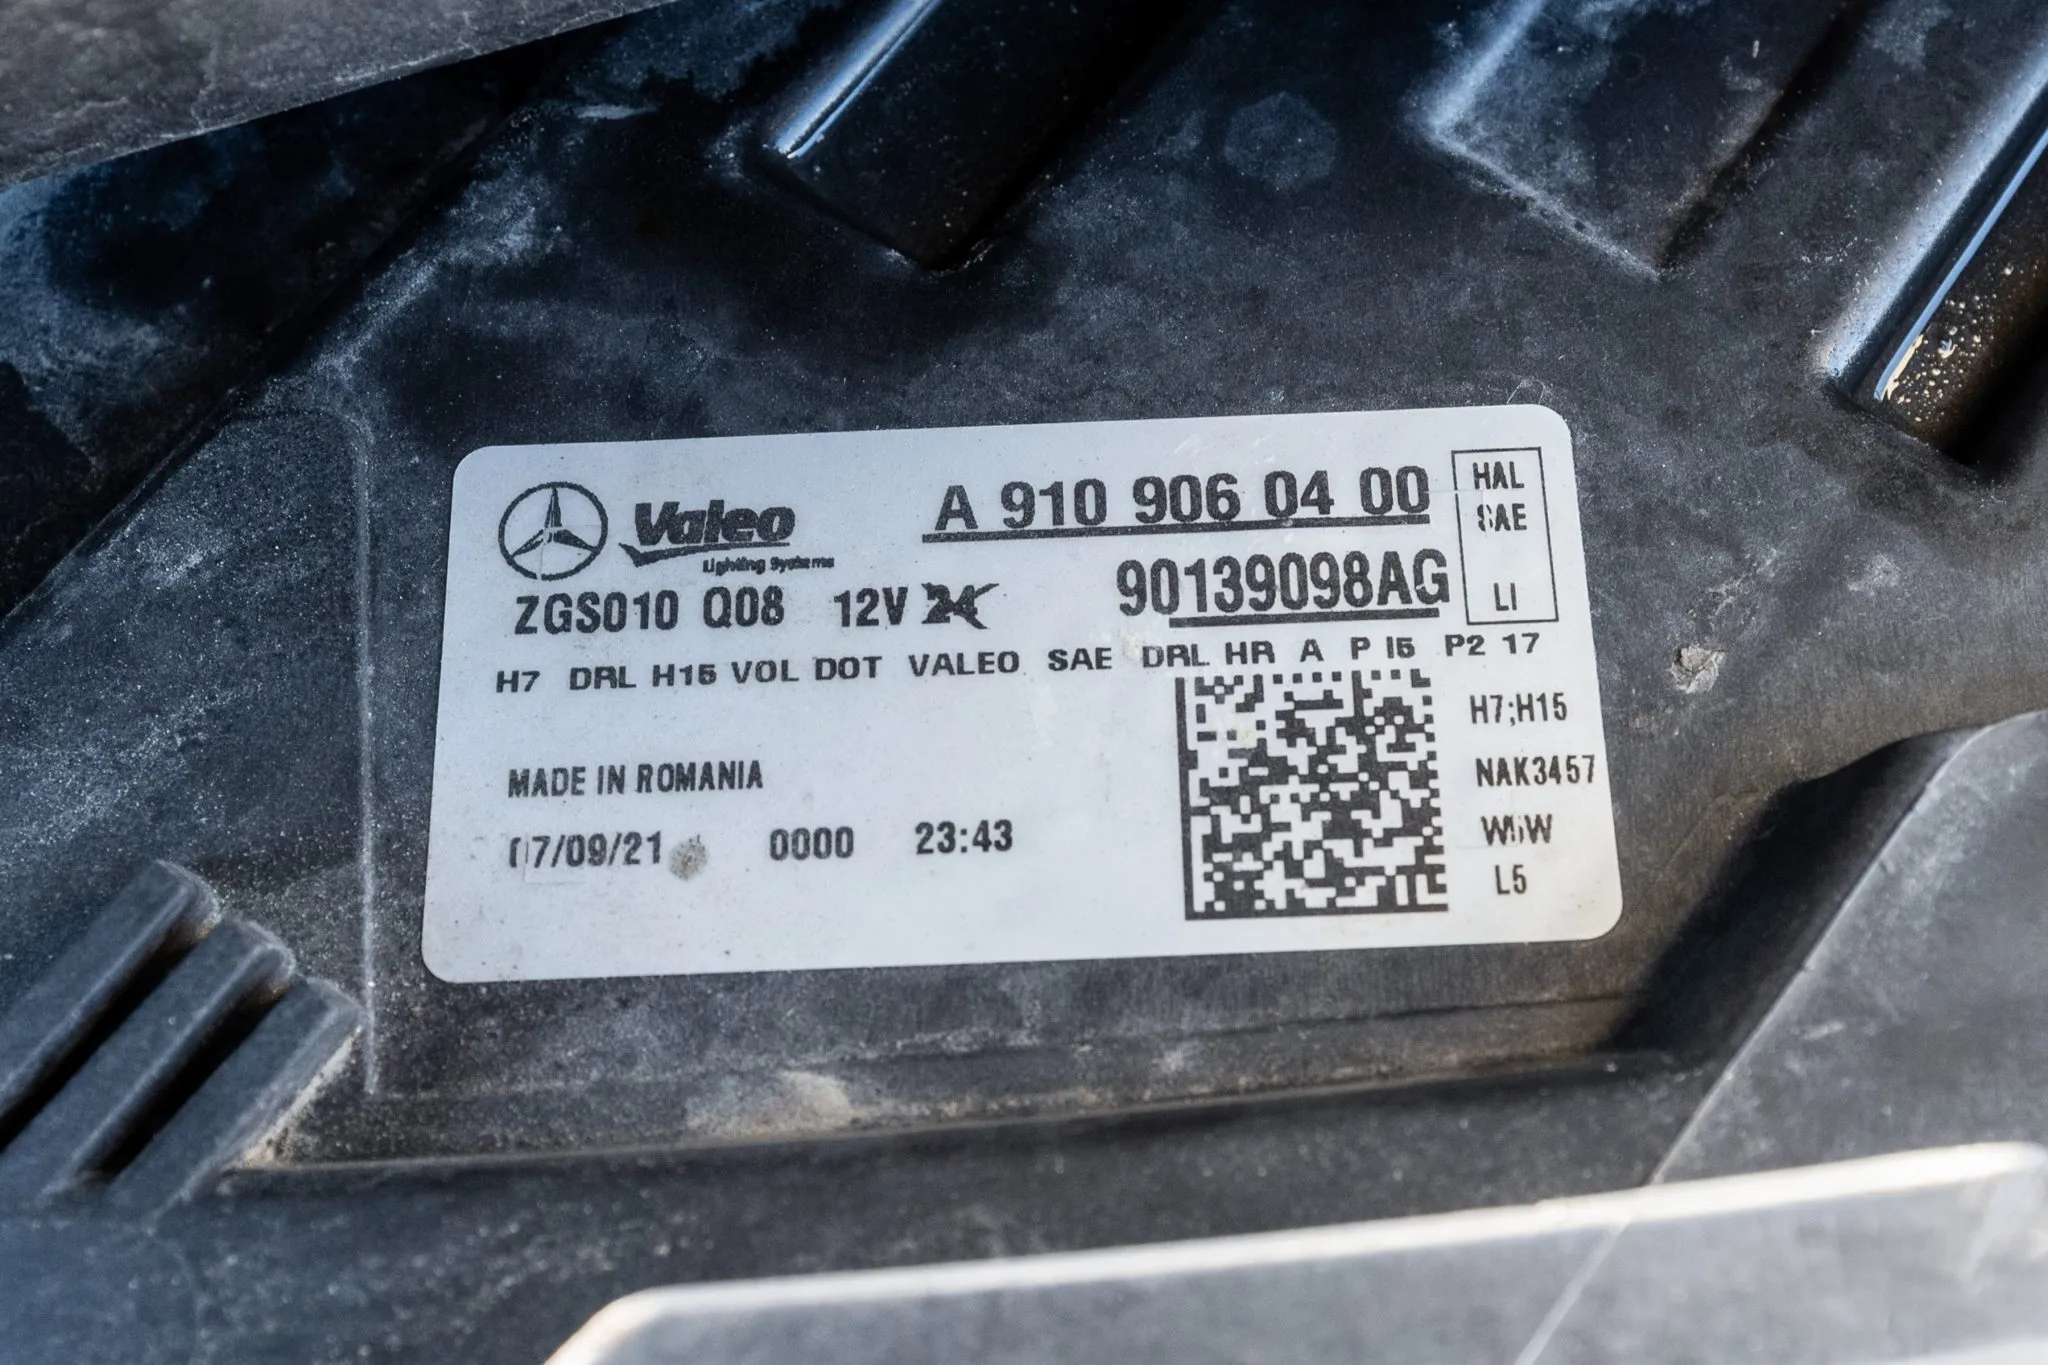 Valeo
Lighting Systems
A 910 906 04 00
HAL
SAE
LI
ZGS010 Q08 12V 24
90139098AG
H7 DRL H15 VOL DOT VALEO SAE DRL HR A P I5 P2 17
H7;H15
MADE IN ROMANIA
NAK3457
W5W
07/09/21 0000 23:43
L5